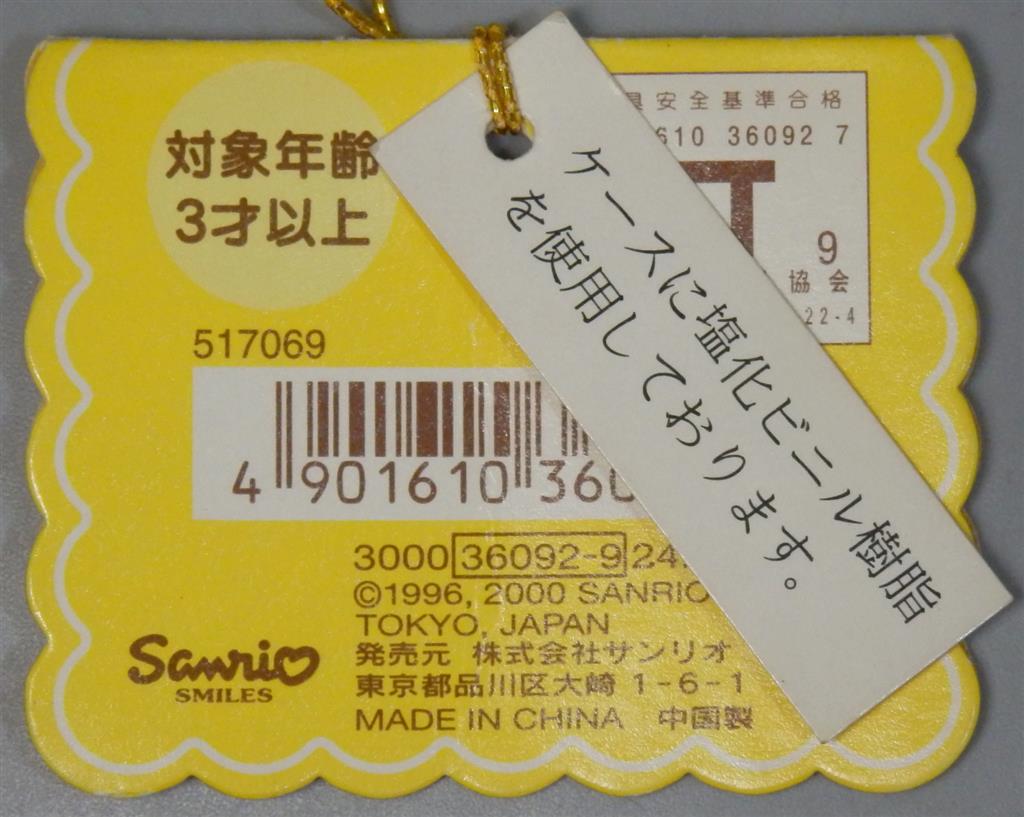 対象年齢
3才以上
安全基準合格
610 36092 7
T
9
協会
22-4
517069
4 901610 360
3000 36092-9 24
©1996, 2000 SANRIO
TOKYO, JAPAN
発売元 株式会社サンリオ
東京都品川区大崎 1-6-1
MADE IN CHINA 中国製
Sanrio
SMILES
ケースに塩化ビニル樹脂
を使用しております。